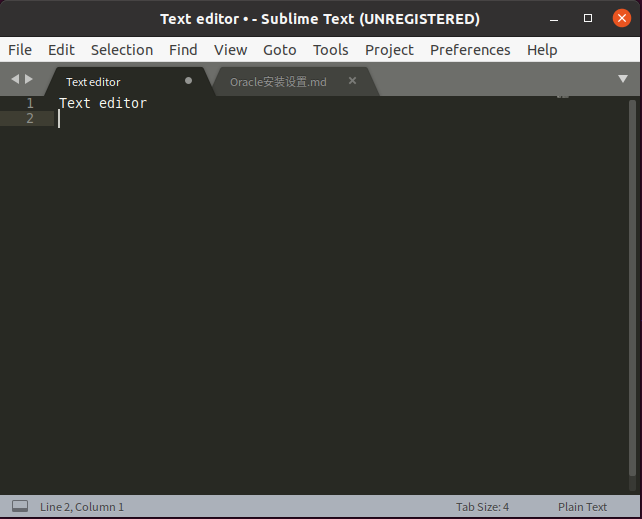 Text editor • - Sublime Text (UNREGISTERED)
File Edit Selection Find View Goto Tools Project Preferences Help
Text editor Oracle安装设置.md
1 Text editor
2
Line 2, Column 1 Tab Size: 4 Plain Text